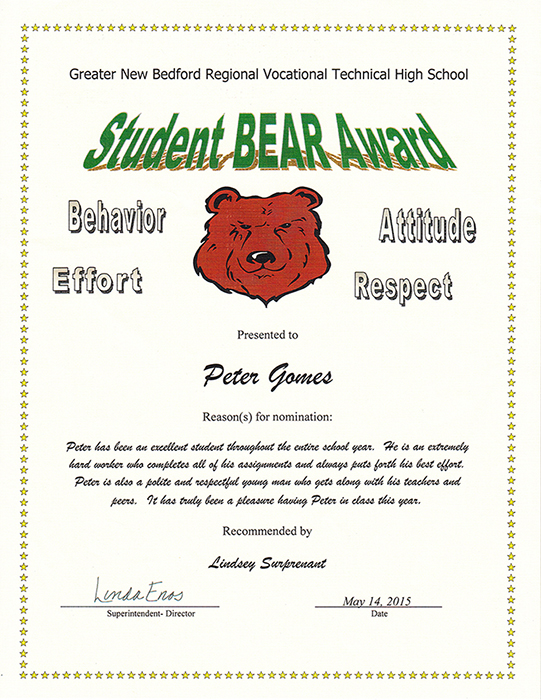 Greater New Bedford Regional Vocational Technical High School
Student BEAR Award
Behavior
Attitude
Effort
Respect
Presented to
Peter Gomes
Reason(s) for nomination:
Peter has been an excellent student throughout the entire school year. He is an extremely
hard worker who completes all of his assignments and always puts forth his best effort.
Peter is also a polite and respectful young man who gets along with his teachers and
peers. It has truly been a pleasure having Peter in class this year.
Recommended by
Lindsey Surprenant
Linda Enos
May 14, 2015
Superintendent- Director
Date